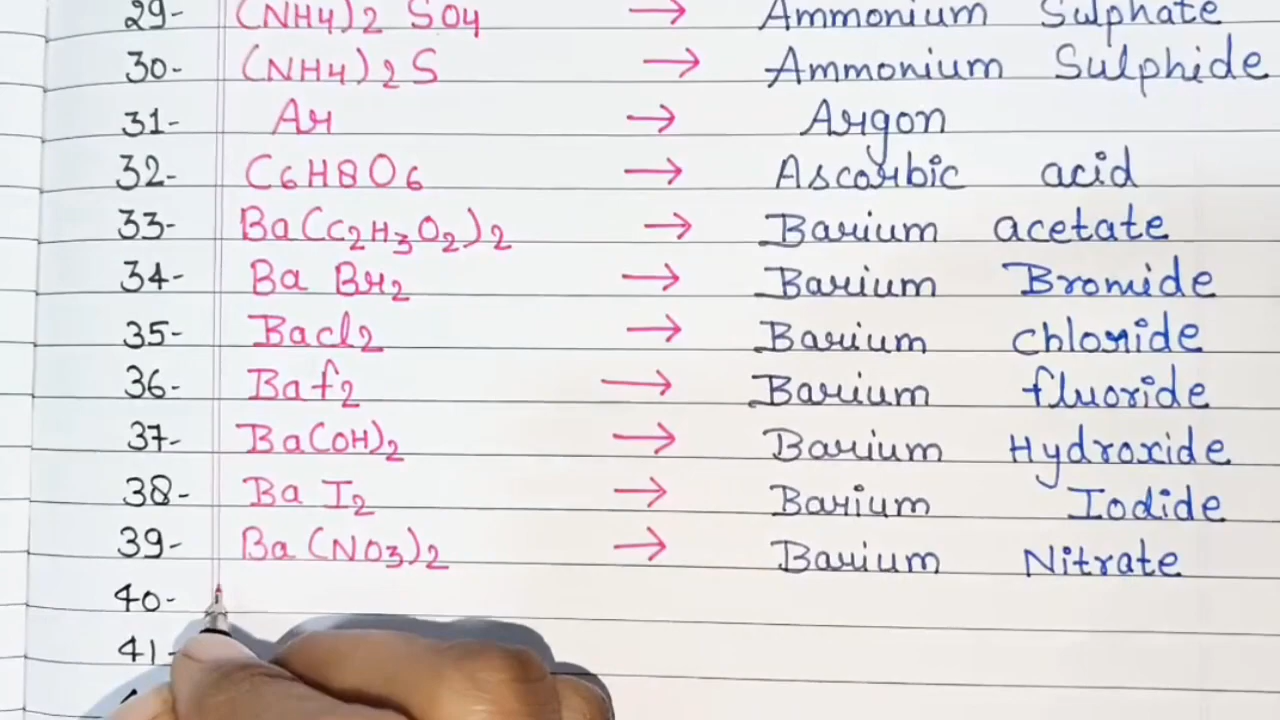 29- (NH4)2 SO4 → Ammonium Sulphate
30- (NH4)2S → Ammonium Sulphide
31- Ar → Argon
32- C6H8O6 → Ascorbic acid
33- Ba(C2H3O2)2 → Barium acetate
34- Ba Br2 → Barium Bromide
35- Bacl2 → Barium chloride
36- Baf2 → Barium fluoride
37- Ba(OH)2 → Barium Hydroxide
38- Ba I2 → Barium Iodide
39- Ba (NO3)2 → Barium Nitrate
40-
41-